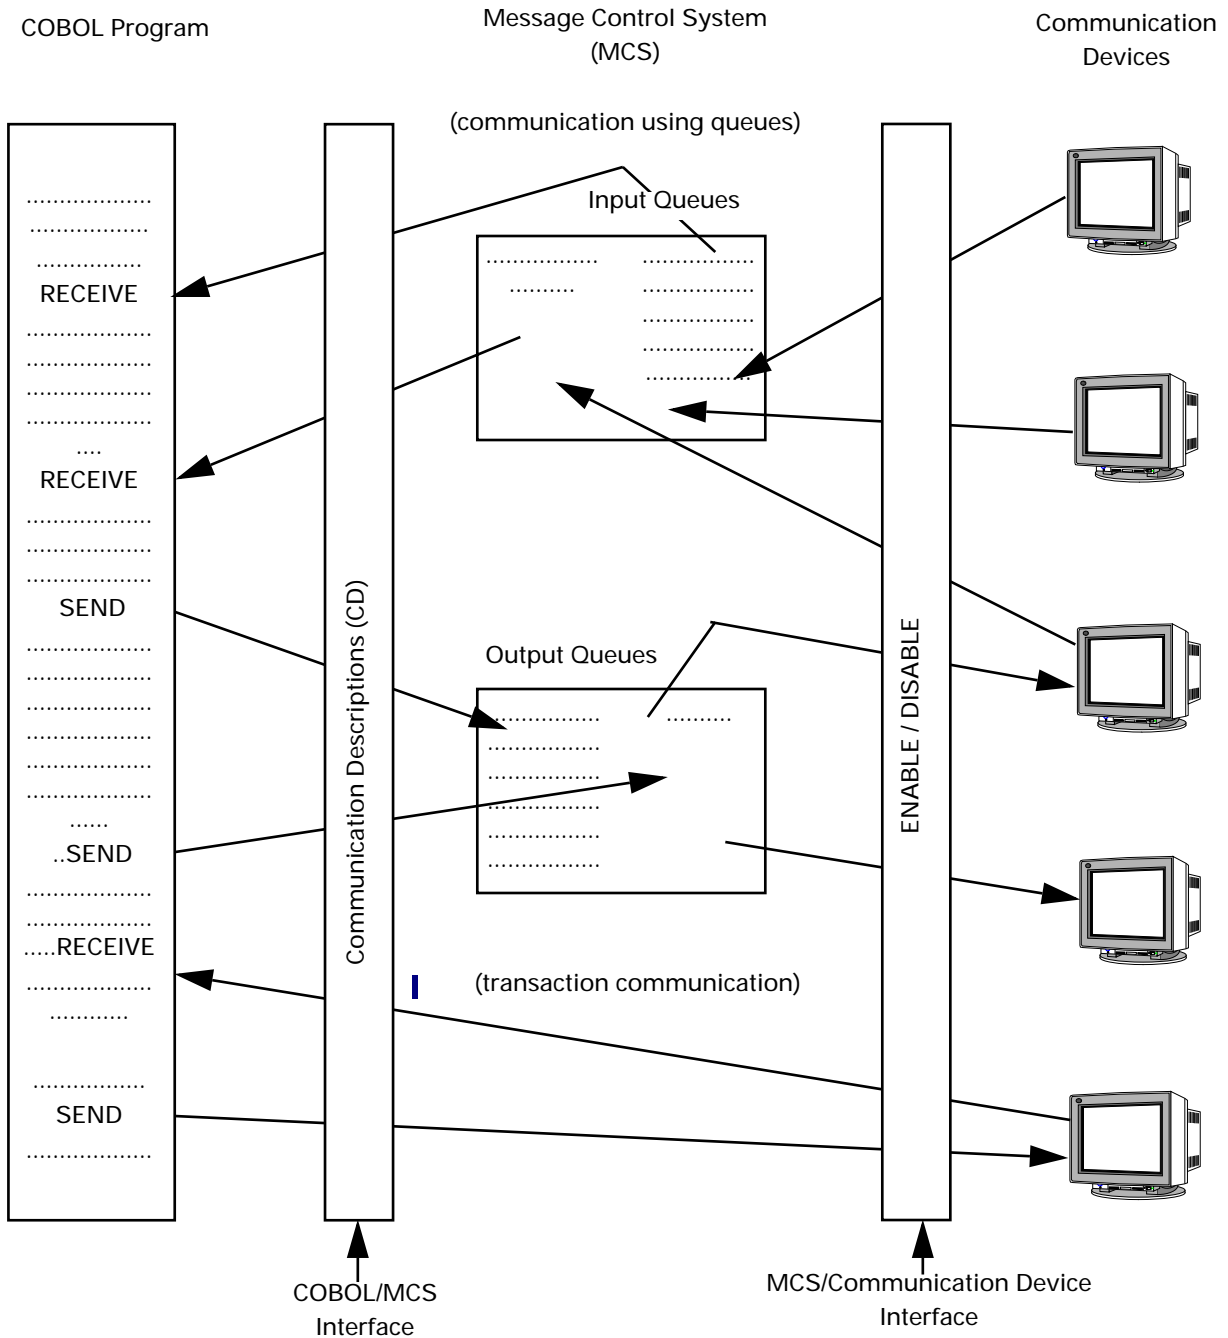 COBOL Program
Message Control System
(MCS)
Communication
Devices
(communication using queues)
Input Queues
...................
..................
................
RECEIVE
...................
...................
...................
...................
....
RECEIVE
...................
...................
...................
SEND
...................
...................
...................
...................
...................
...................
......
..SEND
...................
...................
.....RECEIVE
...................
............
.................
SEND
...................
Communication Descriptions (CD)
.................
..........
.................
.................
.................
.................
................
Output Queues
.................
.................
.................
.................
.................
.................
..........
(transaction communication)
ENABLE / DISABLE
COBOL/MCS
Interface
MCS/Communication Device
Interface